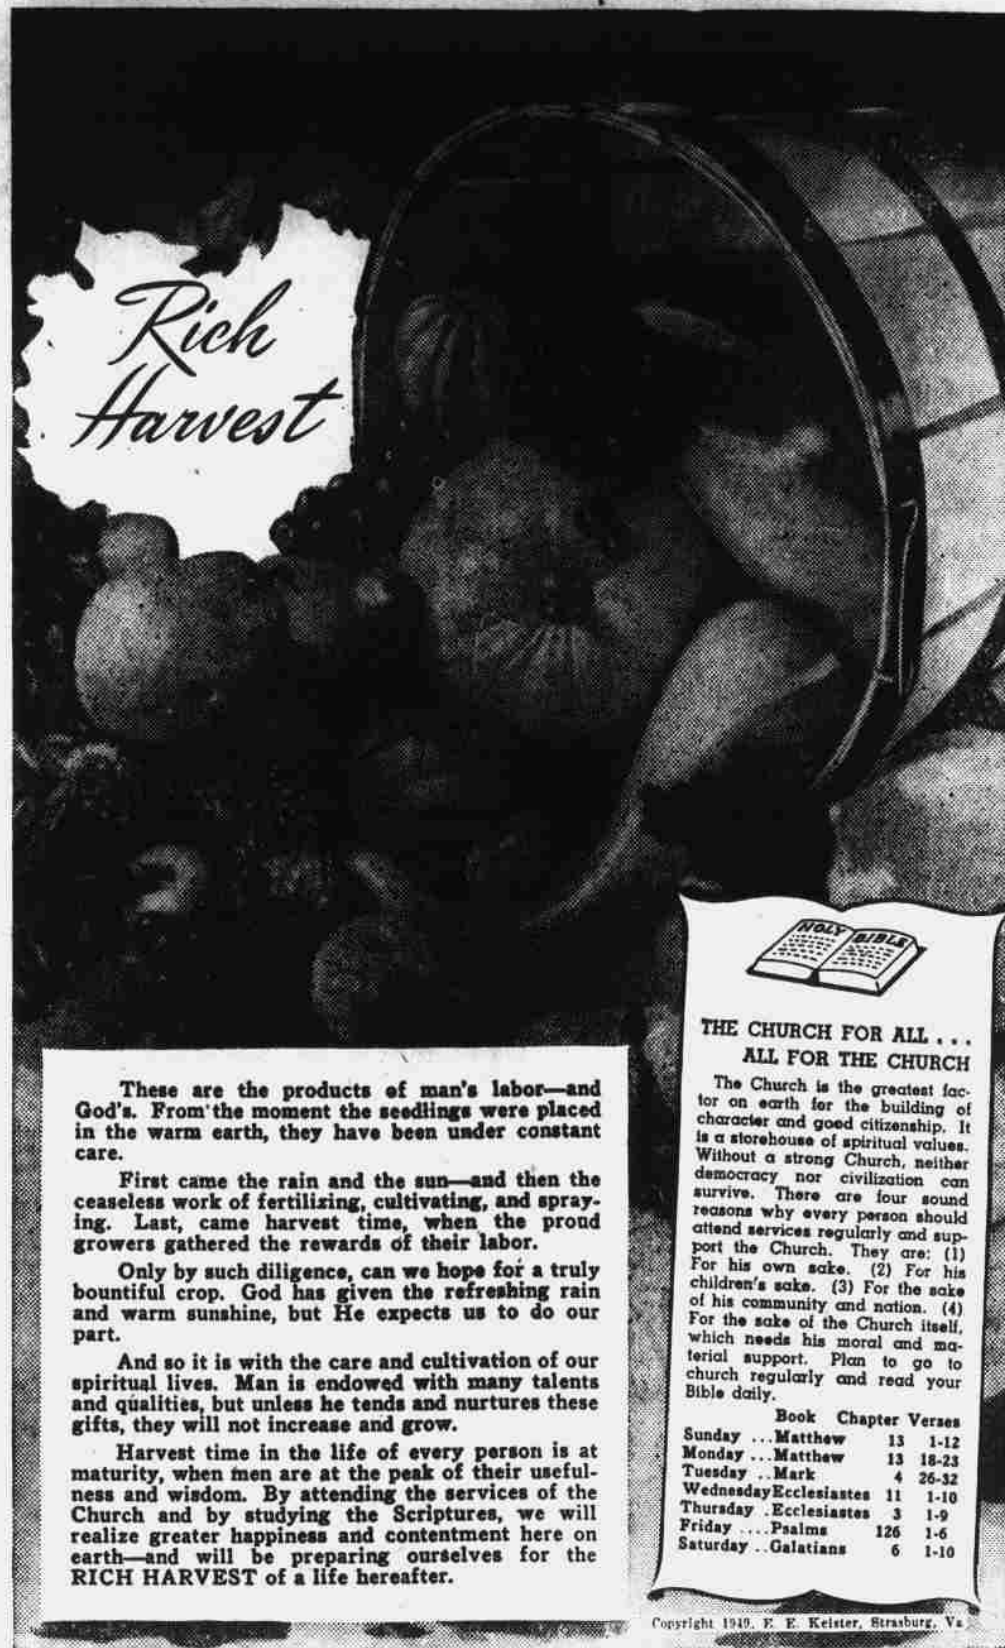 Rich
Harvest
These are the products of man's labor—and
God's. From the moment the seedlings were placed
in the warm earth, they have been under constant
care.
First came the rain and the sun—and then the
ceaseless work of fertilizing, cultivating, and spray-
ing. Last, came harvest time, when the proud
growers gathered the rewards of their labor.
Only by such diligence, can we hope for a truly
bountiful crop. God has given the refreshing rain
and warm sunshine, but He expects us to do our
part.
And so it is with the care and cultivation of our
spiritual lives. Man is endowed with many talents
and qualities, but unless he tends and nurtures these
gifts, they will not increase and grow.
Harvest time in the life of every person is at
maturity, when men are at the peak of their useful-
ness and wisdom. By attending the services of the
Church and by studying the Scriptures, we will
realize greater happiness and contentment here on
earth—and will be preparing ourselves for the
RICH HARVEST of a life hereafter.
HOLY BIBLE
THE CHURCH FOR ALL . . .
ALL FOR THE CHURCH
The Church is the greatest fac-
tor on earth for the building of
character and good citizenship. It
is a storehouse of spiritual values.
Without a strong Church, neither
democracy nor civilization can
survive. There are four sound
reasons why every person should
attend services regularly and sup-
port the Church. They are: (1)
For his own sake. (2) For his
children's sake. (3) For the sake
of his community and nation. (4)
For the sake of the Church itself,
which needs his moral and ma-
terial support. Plan to go to
church regularly and read your
Bible daily.
Book Chapter Verses
Sunday ...Matthew 13 1-12
Monday ...Matthew 13 18-23
Tuesday ..Mark 4 26-32
WednesdayEcclesiastes 11 1-10
Thursday .Ecclesiastes 3 1-9
Friday ....Psalms 126 1-6
Saturday ..Galatians 6 1-10
Copyright 1949, E. E. Keister, Strasburg, Va